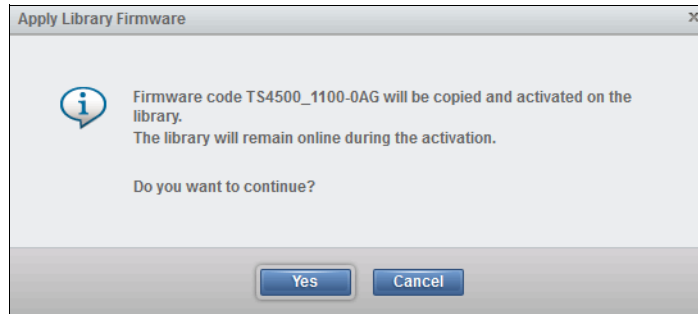 Apply Library Firmware
Firmware code TS4500_1100-0AG will be copied and activated on the
library.
The library will remain online during the activation.
Do you want to continue?
Yes Cancel